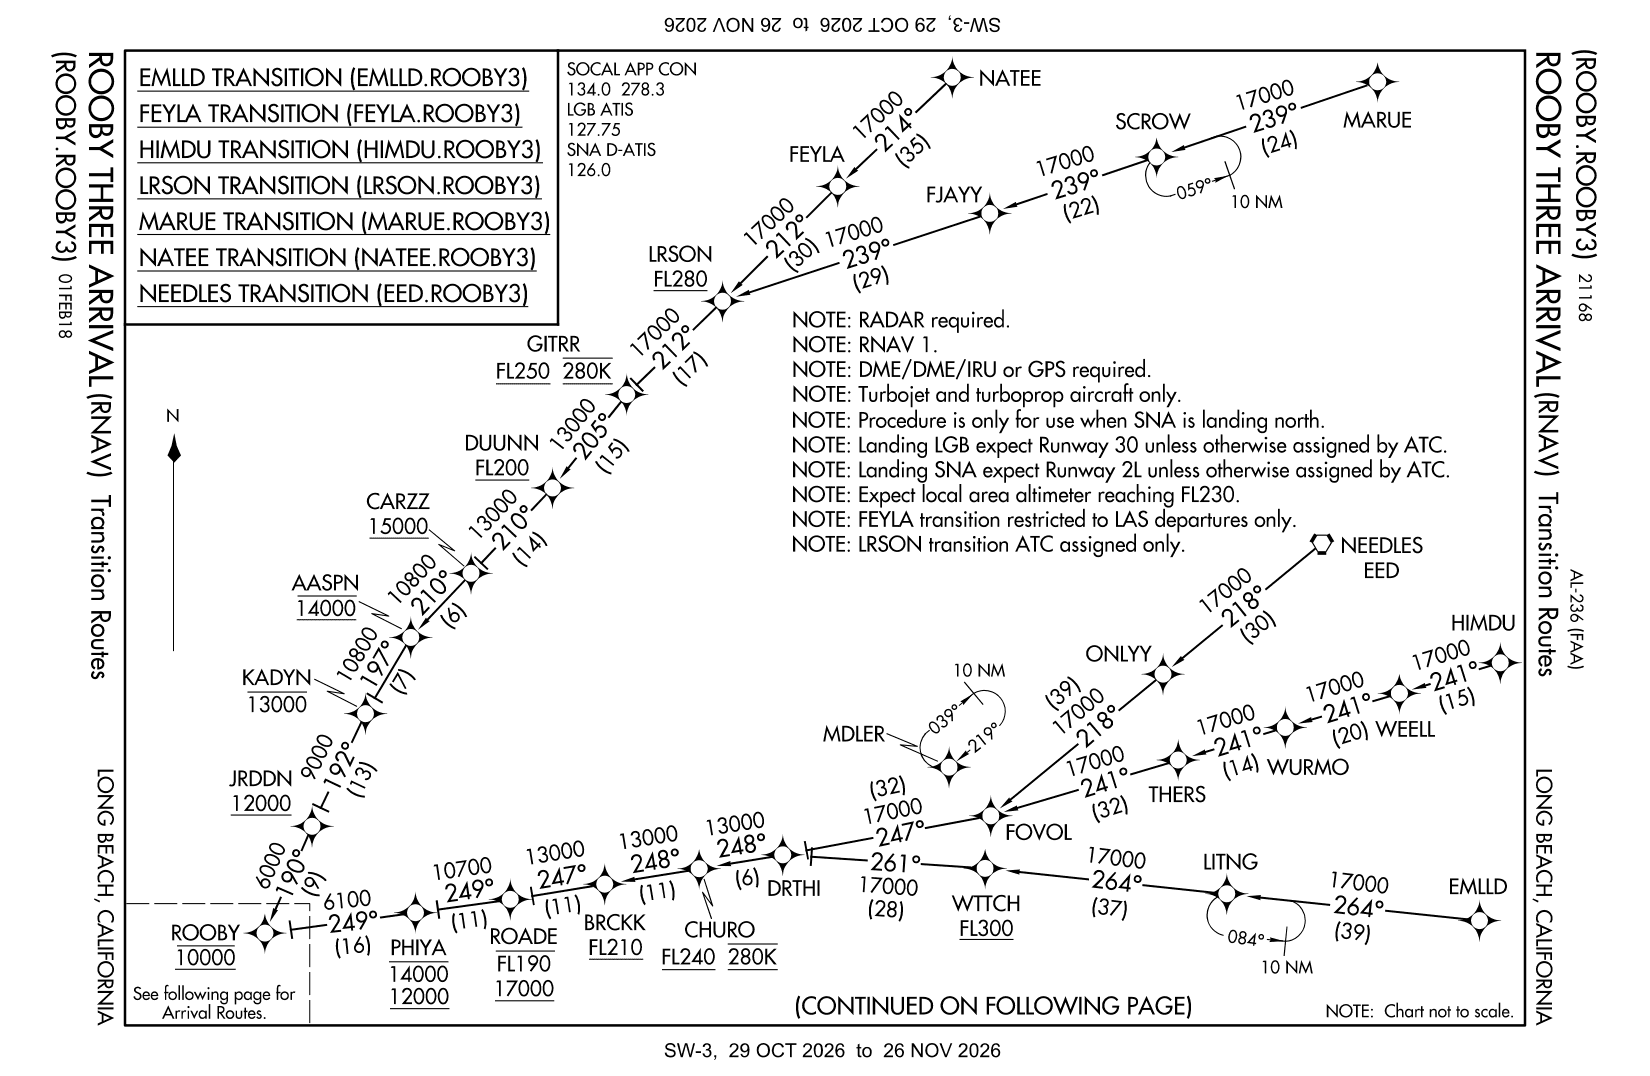 SW-3, 29 OCT 2026 to 26 NOV 2026
(ROOBY.ROOBY3) 01FEB18
ROOBY THREE ARRIVAL (RNAV) Transition Routes
LONG BEACH, CALIFORNIA
EMLLD TRANSITION (EMLLD.ROOBY3)
FEYLA TRANSITION (FEYLA.ROOBY3)
HIMDU TRANSITION (HIMDU.ROOBY3)
LRSON TRANSITION (LRSON.ROOBY3)
MARUE TRANSITION (MARUE.ROOBY3)
NATEE TRANSITION (NATEE.ROOBY3)
NEEDLES TRANSITION (EED.ROOBY3)
SOCAL APP CON
134.0 278.3
LGB ATIS
127.75
SNA D-ATIS
126.0
NATEE
17000
214°
(35)
FEYLA
17000
212°
(30)
MARUE
17000
239°
(24)
SCROW
059°
10 NM
17000
239°
(22)
FJAYY
17000
239°
(29)
LRSON
FL280
17000
212°
(17)
GITRR
FL250 280K
13000
205°
(15)
DUUNN
FL200
13000
210°
(14)
CARZZ
15000
10800
210°
(6)
AASPN
14000
10800
197°
(7)
KADYN
13000
9000
192°
(13)
JRDDN
12000
6000
190°
(9)
ROOBY
10000
N
NOTE: RADAR required.
NOTE: RNAV 1.
NOTE: DME/DME/IRU or GPS required.
NOTE: Turbojet and turboprop aircraft only.
NOTE: Procedure is only for use when SNA is landing north.
NOTE: Landing LGB expect Runway 30 unless otherwise assigned by ATC.
NOTE: Landing SNA expect Runway 2L unless otherwise assigned by ATC.
NOTE: Expect local area altimeter reaching FL230.
NOTE: FEYLA transition restricted to LAS departures only.
NOTE: LRSON transition ATC assigned only.
NEEDLES
EED
17000
218°
(30)
ONLYY
(39)
17000
218°
HIMDU
17000
241°
(15)
WEELL
17000
241°
(20)
WURMO
17000
241°
(14)
THERS
17000
241°
(32)
FOVOL
10 NM
039°
219°
MDLER
(32)
17000
247°
EMLLD
17000
264°
(39)
LITNG
084°
10 NM
17000
264°
(37)
WTTCH
FL300
261°
17000
(28)
DRTHI
13000
248°
(6)
CHURO
FL240 280K
13000
248°
(11)
BRCKK
FL210
13000
247°
(11)
ROADE
FL190
17000
10700
249°
(11)
PHIYA
14000
12000
6100
249°
(16)
See following page for
Arrival Routes.
(CONTINUED ON FOLLOWING PAGE)
NOTE: Chart not to scale.
(ROOBY.ROOBY3) 21168
ROOBY THREE ARRIVAL (RNAV) Transition Routes
AL-236 (FAA)
LONG BEACH, CALIFORNIA
SW-3, 29 OCT 2026 to 26 NOV 2026